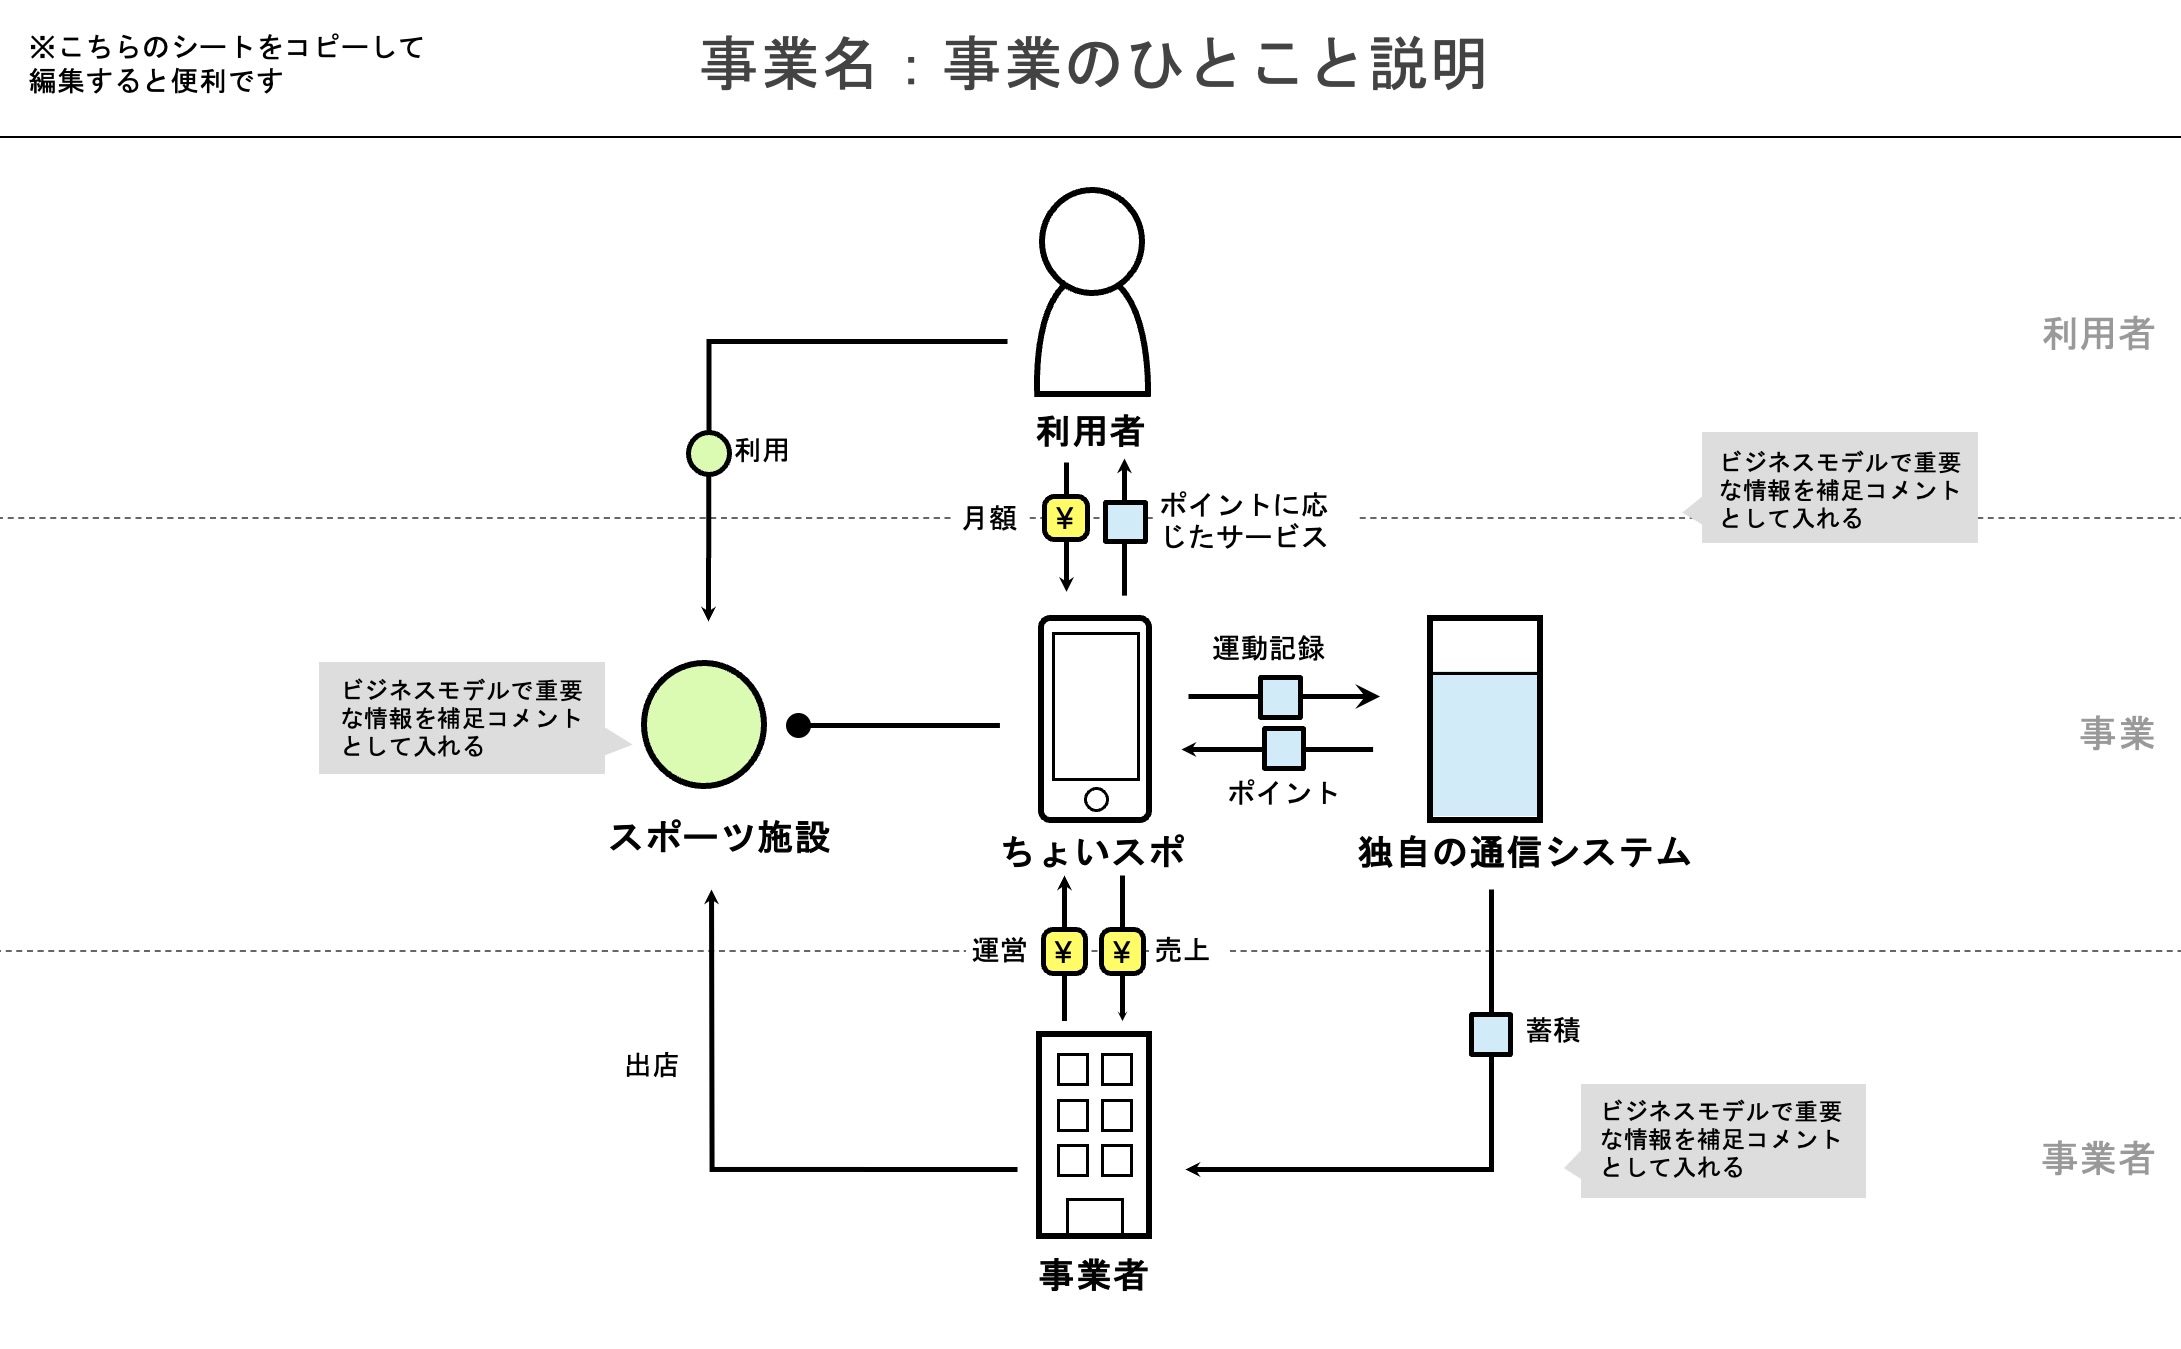 ※こちらのシートをコピーして
編集すると便利です
事業名：事業のひとこと説明
利用者
利用者
利用
ビジネスモデルで重要
な情報を補足コメント
として入れる
月額
¥
ポイントに応
じたサービス
運動記録
ビジネスモデルで重要
な情報を補足コメント
として入れる
事業
ポイント
スポーツ施設
ちょいスポ
独自の通信システム
運営
¥
¥
売上
蓄積
出店
ビジネスモデルで重要
な情報を補足コメント
として入れる
事業者
事業者